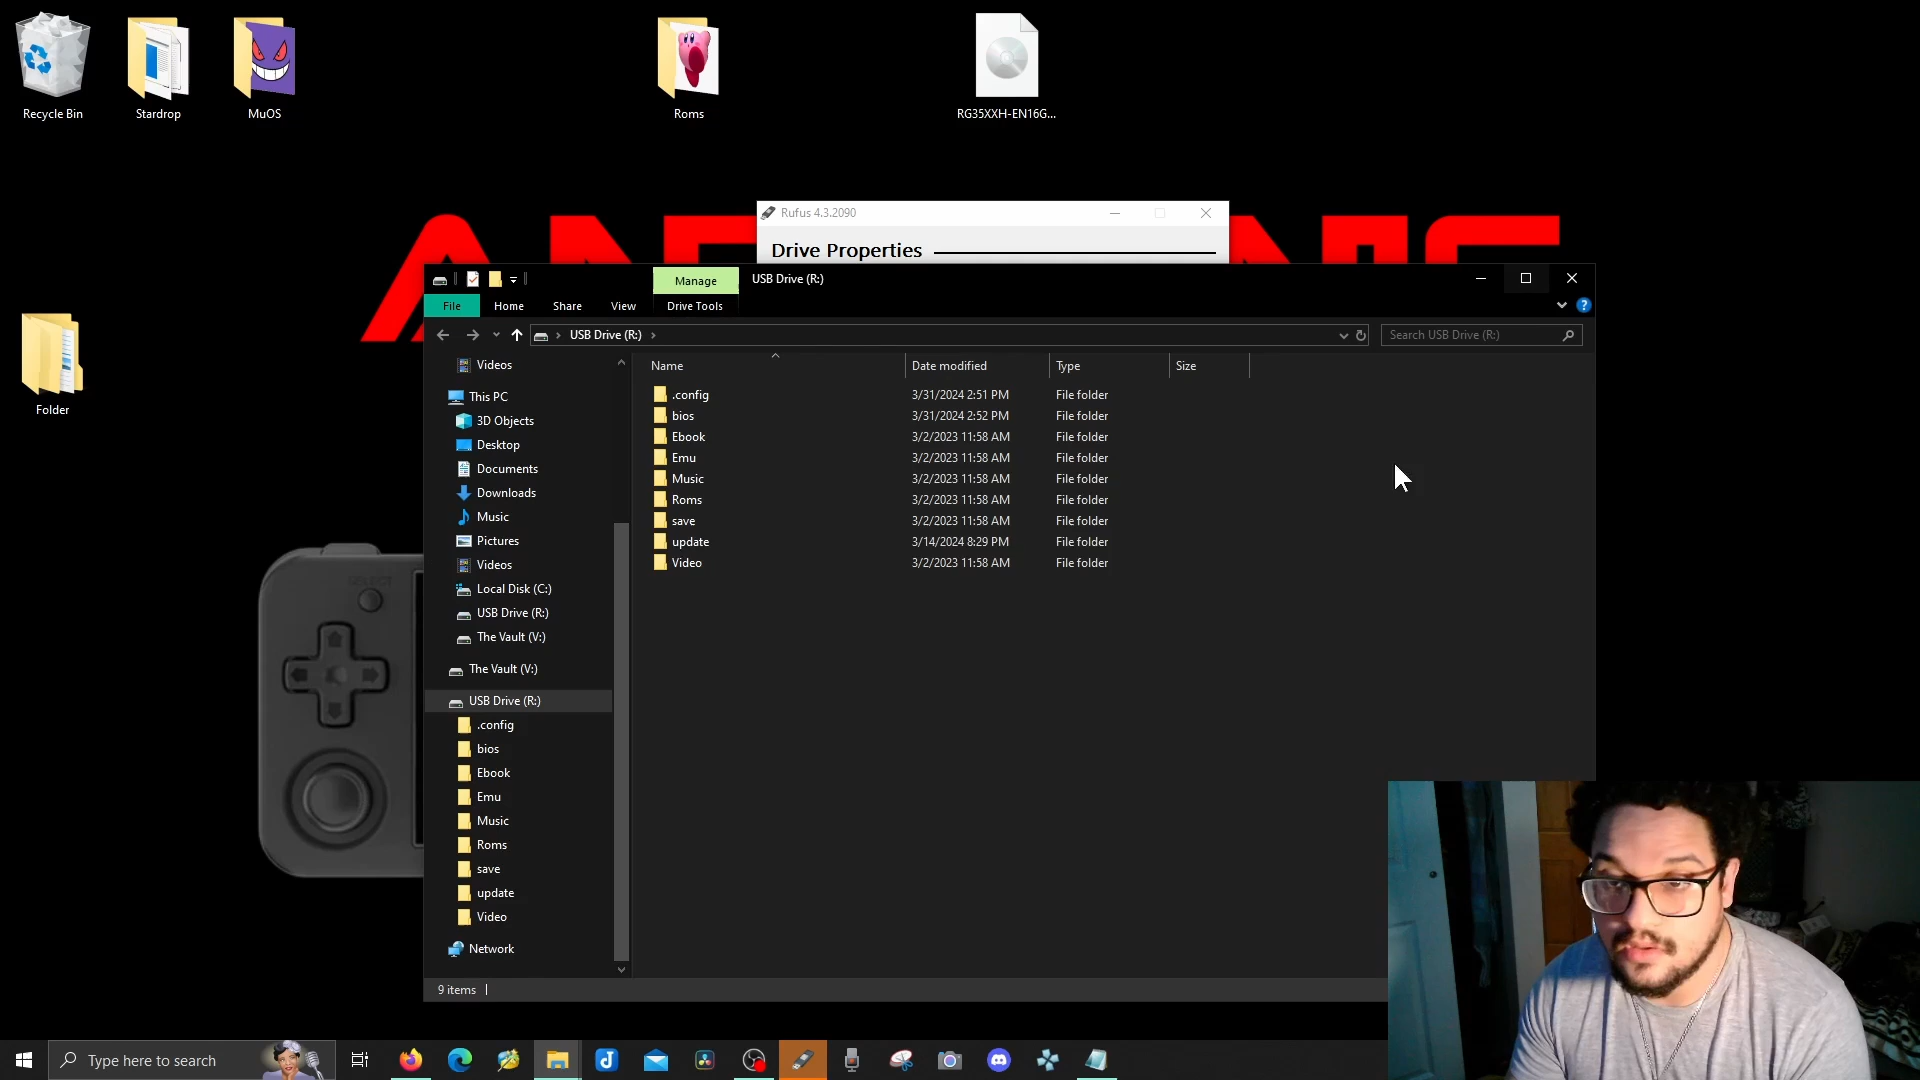 Recycle Bin
Stardrop
MuOS
Roms
RG35XXH-EN16G...
Folder
Rufus 4.3.2090
Drive Properties
Manage
USB Drive (R:)
File
Home
Share
View
Drive Tools
USB Drive (R:)
Search USB Drive (R:)
Name
Date modified
Type
Size
.config 3/31/2024 2:51 PM File folder
bios 3/31/2024 2:52 PM File folder
Ebook 3/2/2023 11:58 AM File folder
Emu 3/2/2023 11:58 AM File folder
Music 3/2/2023 11:58 AM File folder
Roms 3/2/2023 11:58 AM File folder
save 3/2/2023 11:58 AM File folder
update 3/14/2024 8:29 PM File folder
Video 3/2/2023 11:58 AM File folder
Videos
This PC
3D Objects
Desktop
Documents
Downloads
Music
Pictures
Videos
Local Disk (C:)
USB Drive (R:)
The Vault (V:)
The Vault (V:)
USB Drive (R:)
.config
bios
Ebook
Emu
Music
Roms
save
update
Video
Network
9 items
SELECT
Type here to search